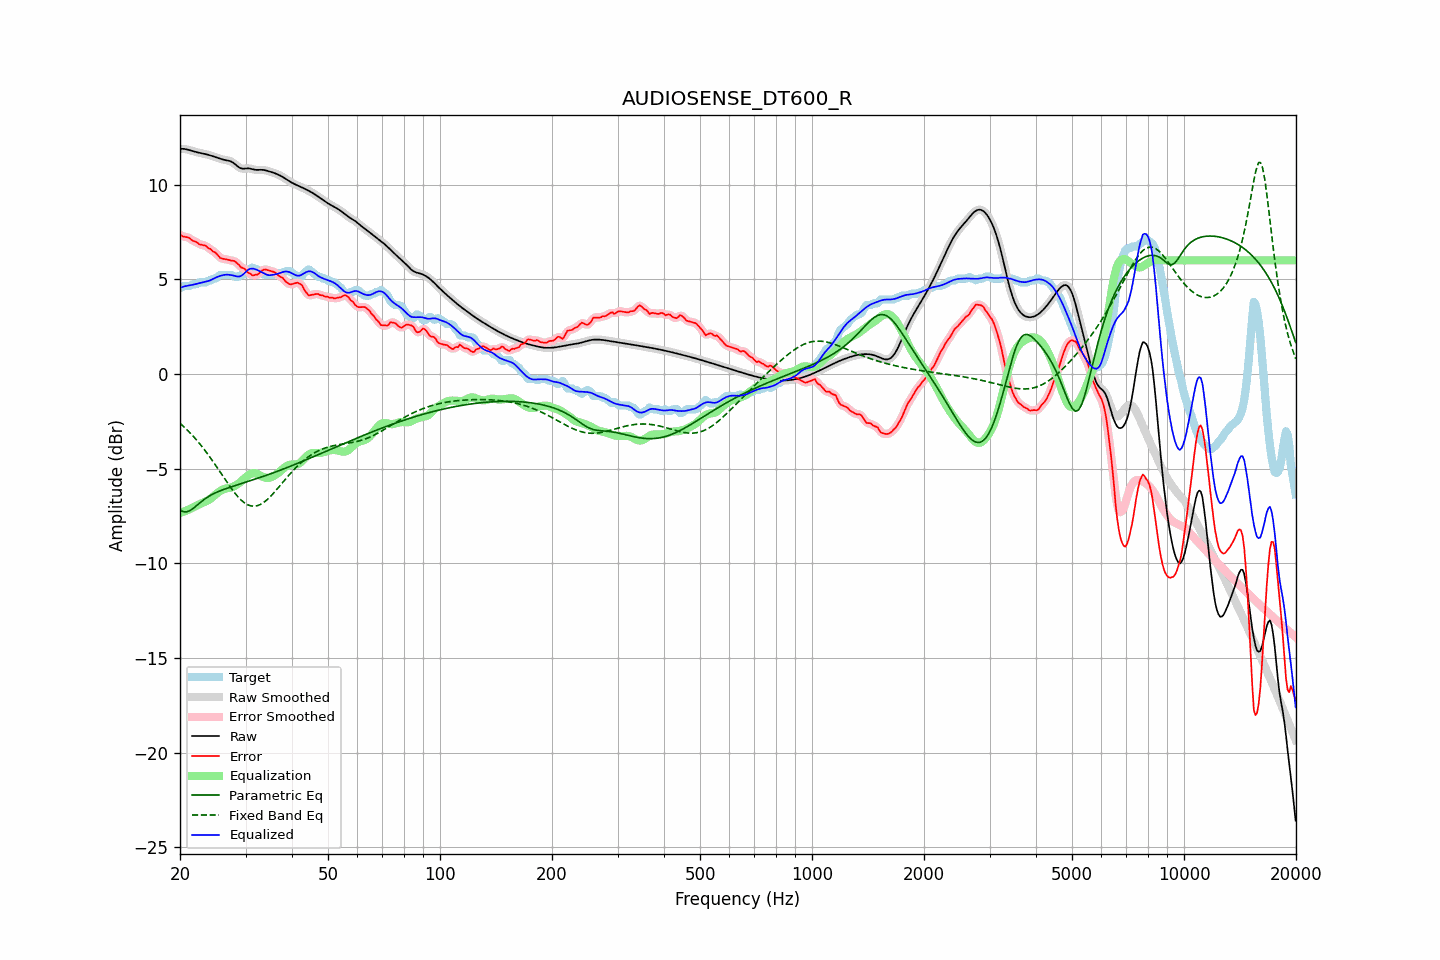 AUDIOSENSE_DT600_R
Amplitude (dBr)
10
5
0
−5
−10
−15
−20
−25
Target
Raw Smoothed
Error Smoothed
Raw
Error
Equalization
Parametric Eq
Fixed Band Eq
Equalized
20 50 100 200 500 1000 2000 5000 10000 20000
Frequency (Hz)